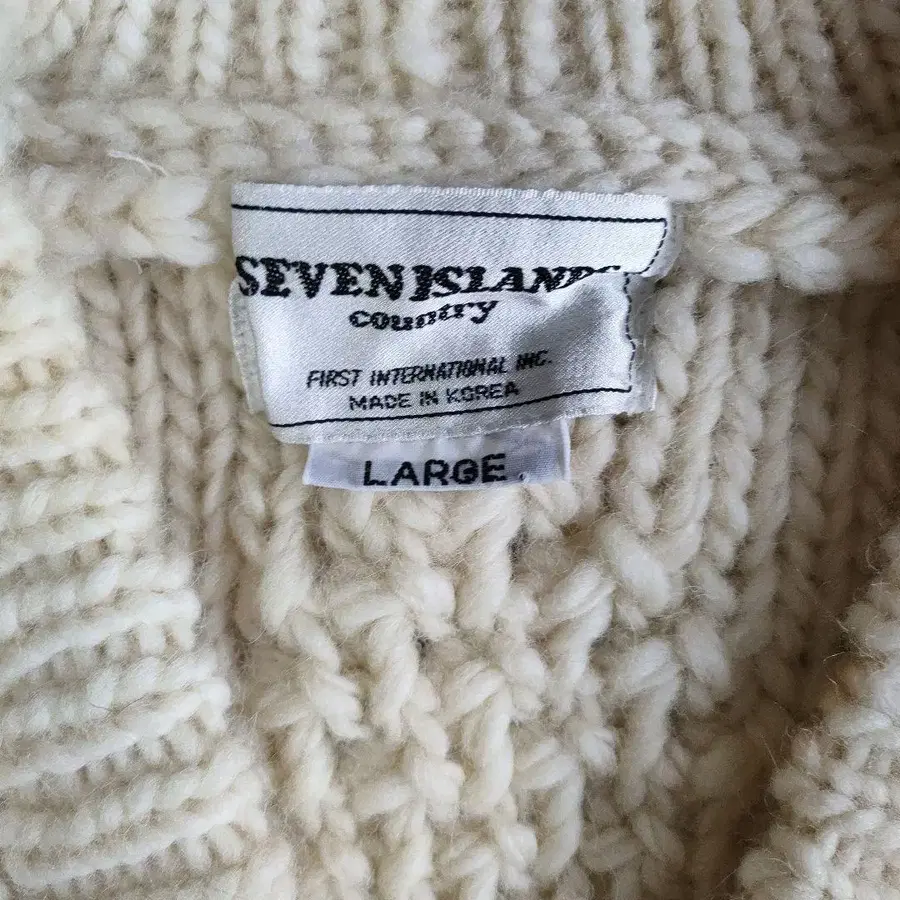 SEVEN ISLANDS
country
FIRST INTERNATIONAL INC.
MADE IN KOREA
LARGE